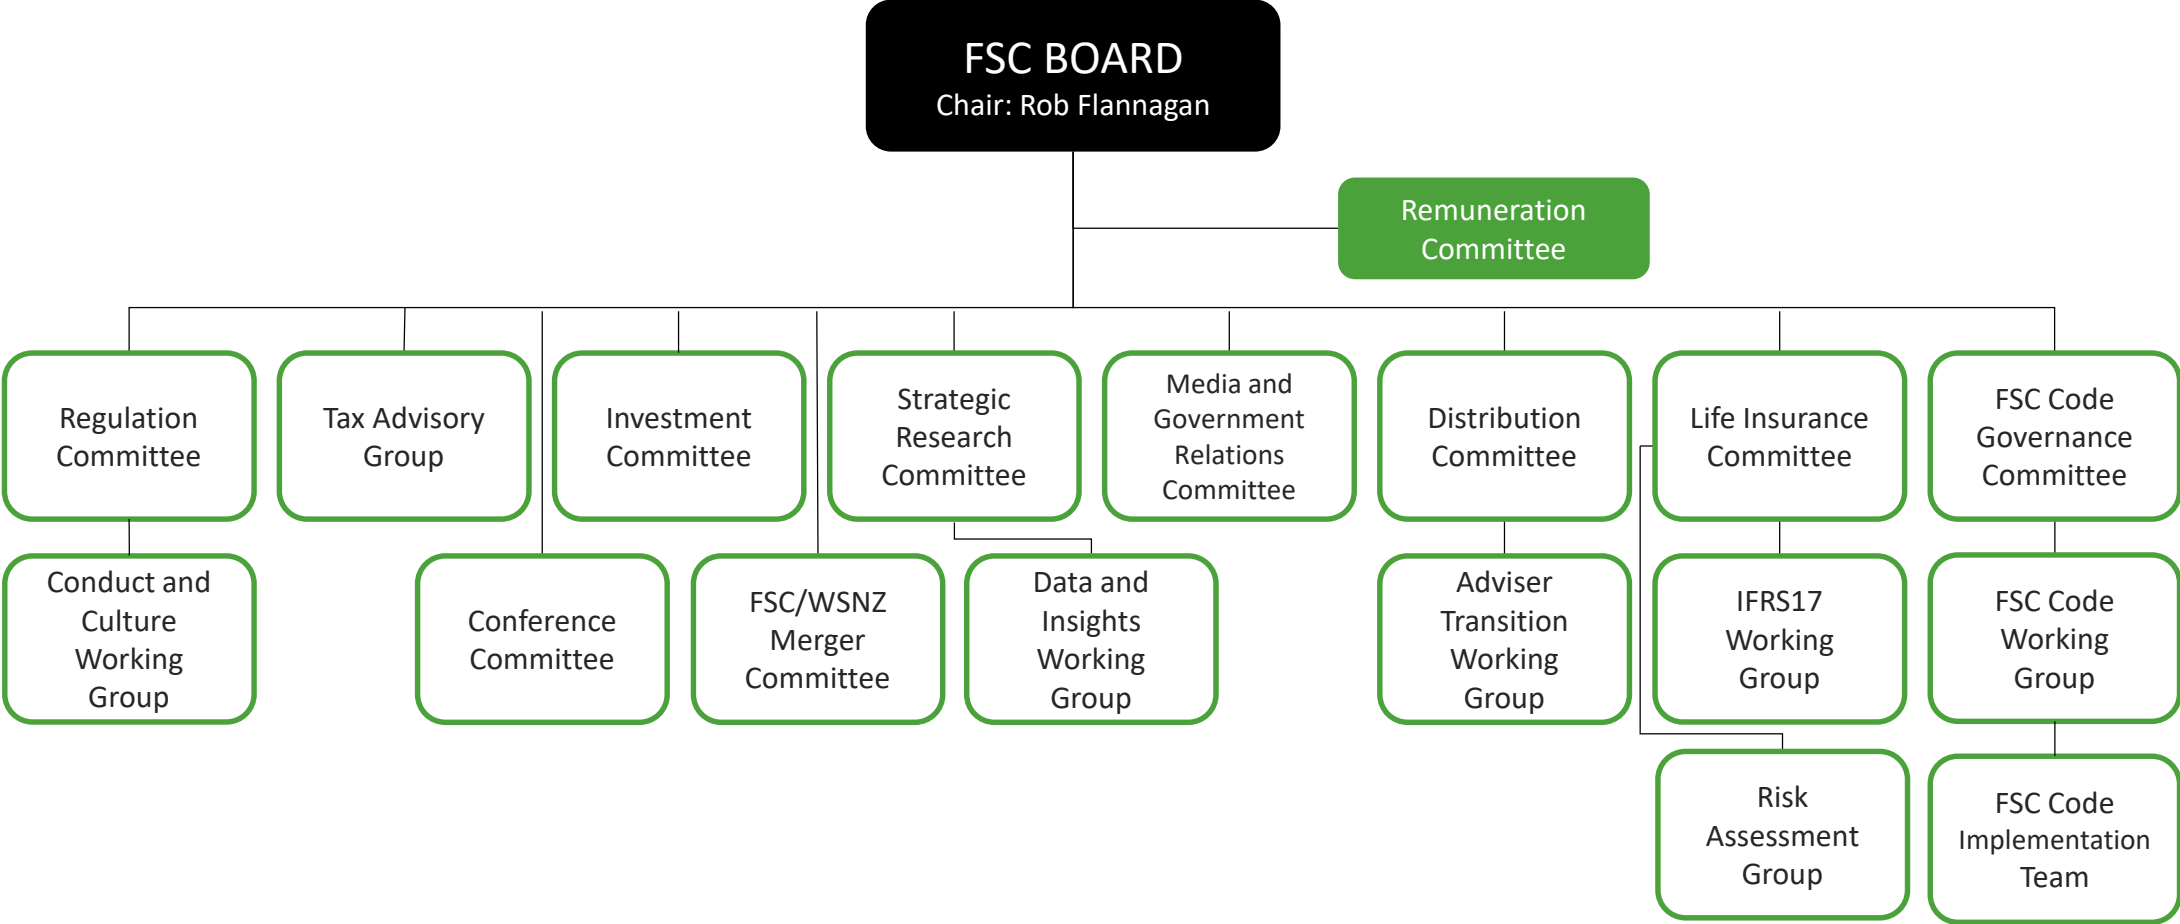 FSC BOARD
Chair: Rob Flannagan
Remuneration
Committee
Regulation
Committee
Tax Advisory
Group
Investment
Committee
Strategic
Research
Committee
Media and
Government
Relations
Committee
Distribution
Committee
Life Insurance
Committee
FSC Code
Governance
Committee
Conduct and
Culture
Working
Group
Conference
Committee
FSC/WSNZ
Merger
Committee
Data and
Insights
Working
Group
Adviser
Transition
Working
Group
IFRS17
Working
Group
FSC Code
Working
Group
Risk
Assessment
Group
FSC Code
Implementation
Team